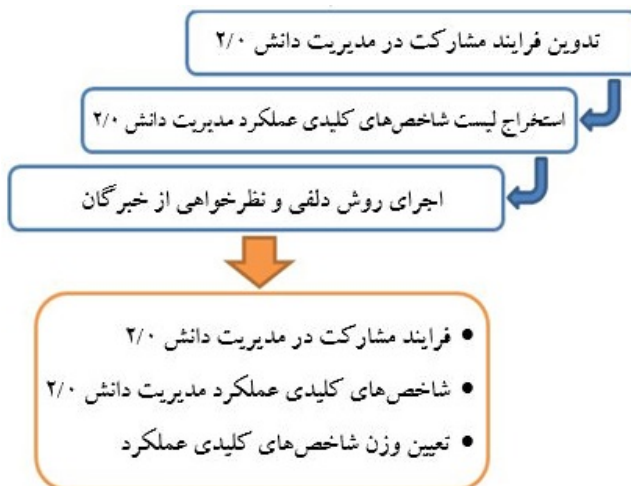 تدوین فرایند مشارکت در مدیریت دانش ۲/۰
استخراج لیست شاخص‌های کلیدی عملکرد مدیریت دانش ۲/۰
اجرای روش دلفی و نظرخواهی از خبرگان
• فرایند مشارکت در مدیریت دانش ۲/۰
• شاخص‌های کلیدی عملکرد مدیریت دانش ۲/۰
• تعیین وزن شاخص‌های کلیدی عملکرد